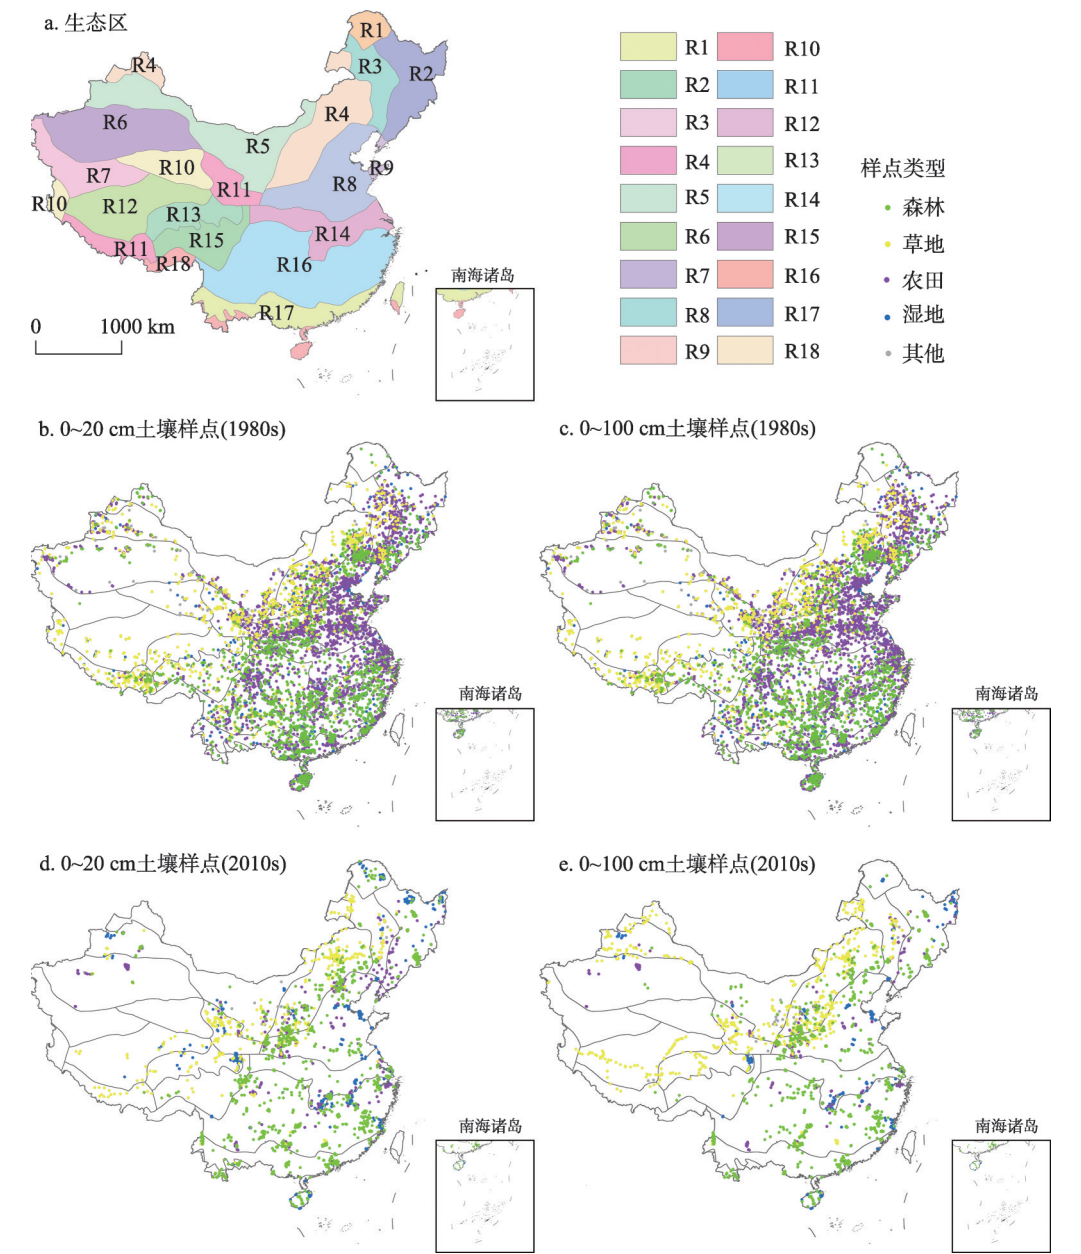 a. 生态区
R1
R2
R3
R4
R4
R5
R6
R7
R8
R9
R10
R10
R11
R11
R12
R13
R14
R15
R16
R17
R18
0 1000 km
南海诸岛
R1 R10
R2 R11
R3 R12
R4 R13
R5 R14
R6 R15
R7 R16
R8 R17
R9 R18
样点类型
森林
草地
农田
湿地
其他
b. 0~20 cm土壤样点(1980s)
南海诸岛
c. 0~100 cm土壤样点(1980s)
南海诸岛
d. 0~20 cm土壤样点(2010s)
南海诸岛
e. 0~100 cm土壤样点(2010s)
南海诸岛